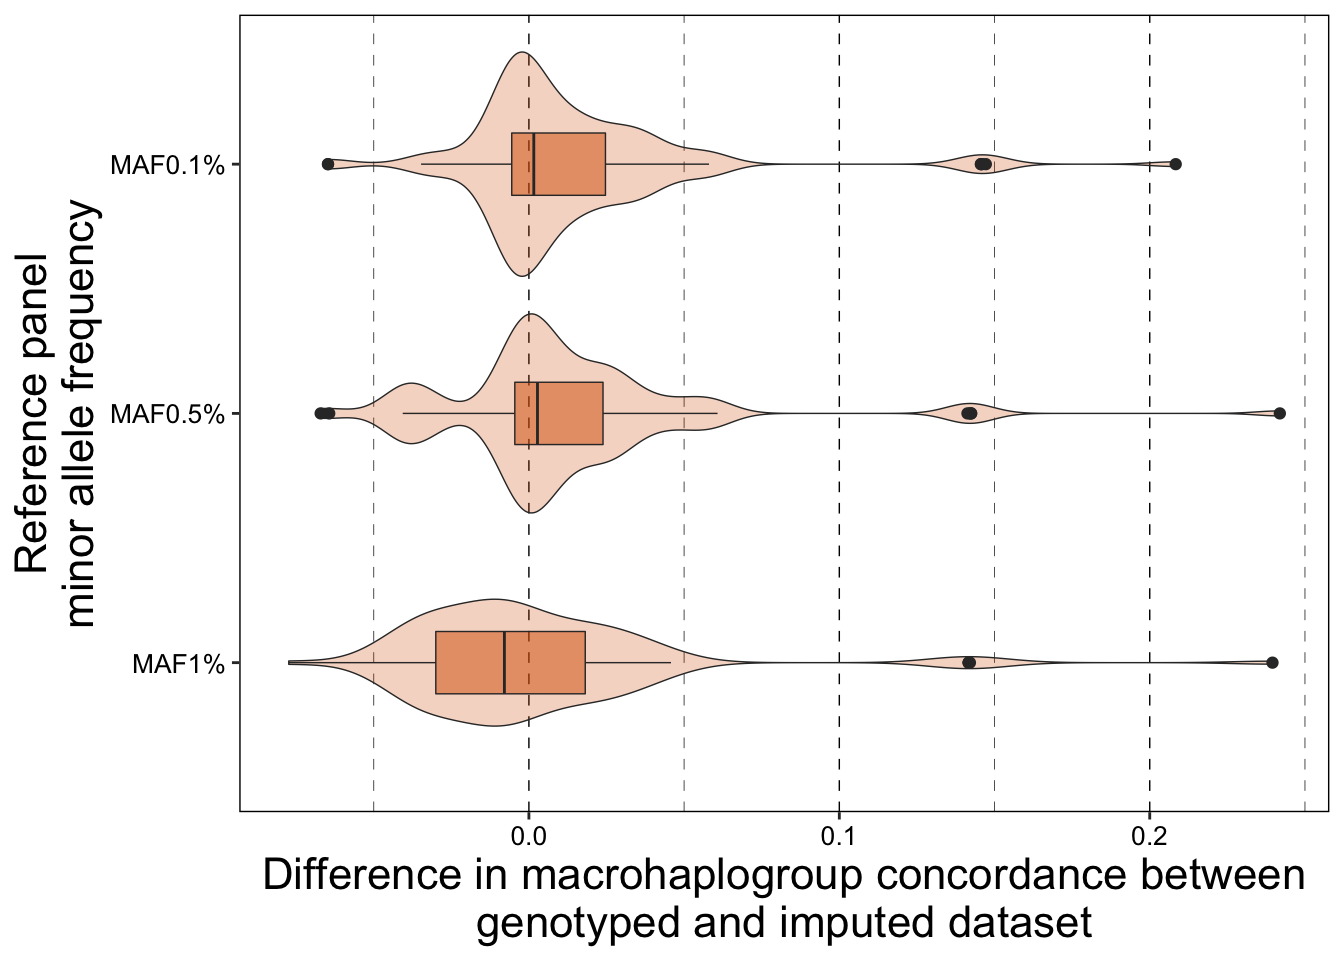 Reference panel
minor allele frequency
MAF0.1%
MAF0.5%
MAF1%
0.0
0.1
0.2
Difference in macrohaplogroup concordance between
genotyped and imputed dataset